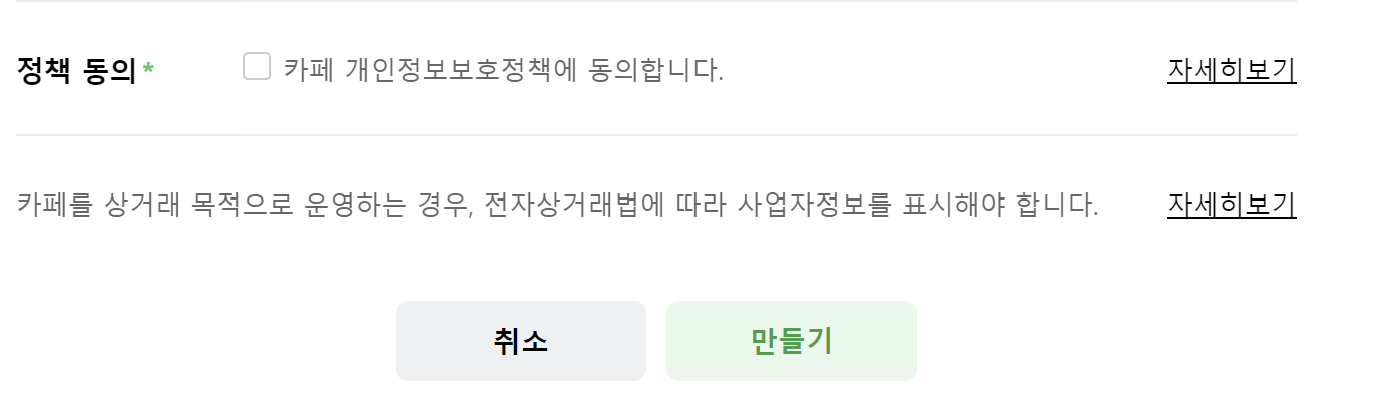 정책 동의* 카페 개인정보보호정책에 동의합니다. 자세히보기
카페를 상거래 목적으로 운영하는 경우, 전자상거래법에 따라 사업자정보를 표시해야 합니다. 자세히보기
취소 만들기